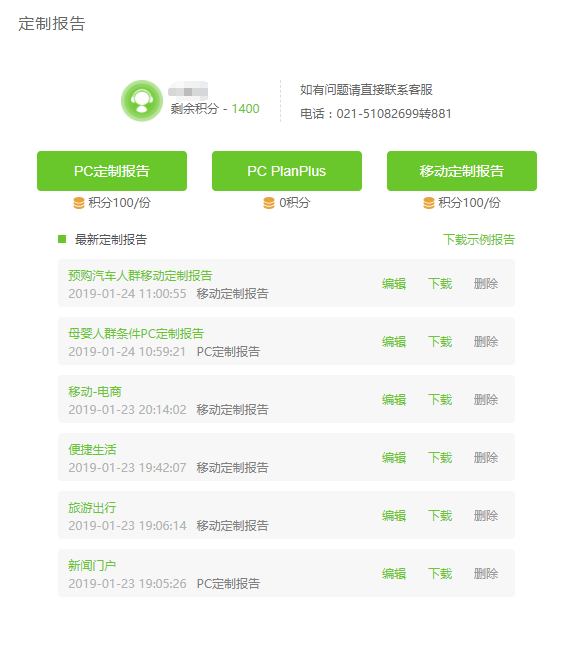 定制报告
剩余积分 - 1400
如有问题请直接联系客服
电话：021-51082699转881
PC定制报告
PC PlanPlus
移动定制报告
积分100/份
0积分
积分100/份
最新定制报告
下载示例报告
预购汽车人群移动定制报告
2019-01-24 11:00:55 移动定制报告
编辑 下载 删除
母婴人群条件PC定制报告
2019-01-24 10:59:21 PC定制报告
编辑 下载 删除
移动-电商
2019-01-23 20:14:02 移动定制报告
编辑 下载 删除
便捷生活
2019-01-23 19:42:07 移动定制报告
编辑 下载 删除
旅游出行
2019-01-23 19:06:14 移动定制报告
编辑 下载 删除
新闻门户
2019-01-23 19:05:26 PC定制报告
编辑 下载 删除